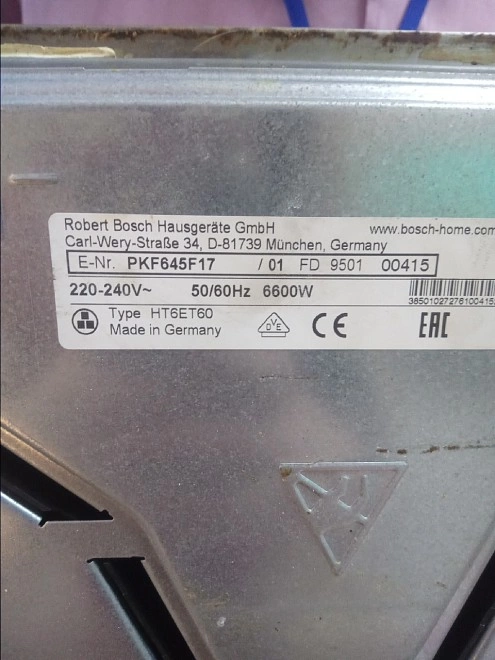 Robert Bosch Hausgeräte GmbH www.bosch-home.com
Carl-Wery-Straße 34, D-81739 München, Germany
E-Nr. PKF645F17 / 01 FD 9501 00415
220-240V~ 50/60Hz 6600W
Type HT6ET60
Made in Germany
DVE CE EAC